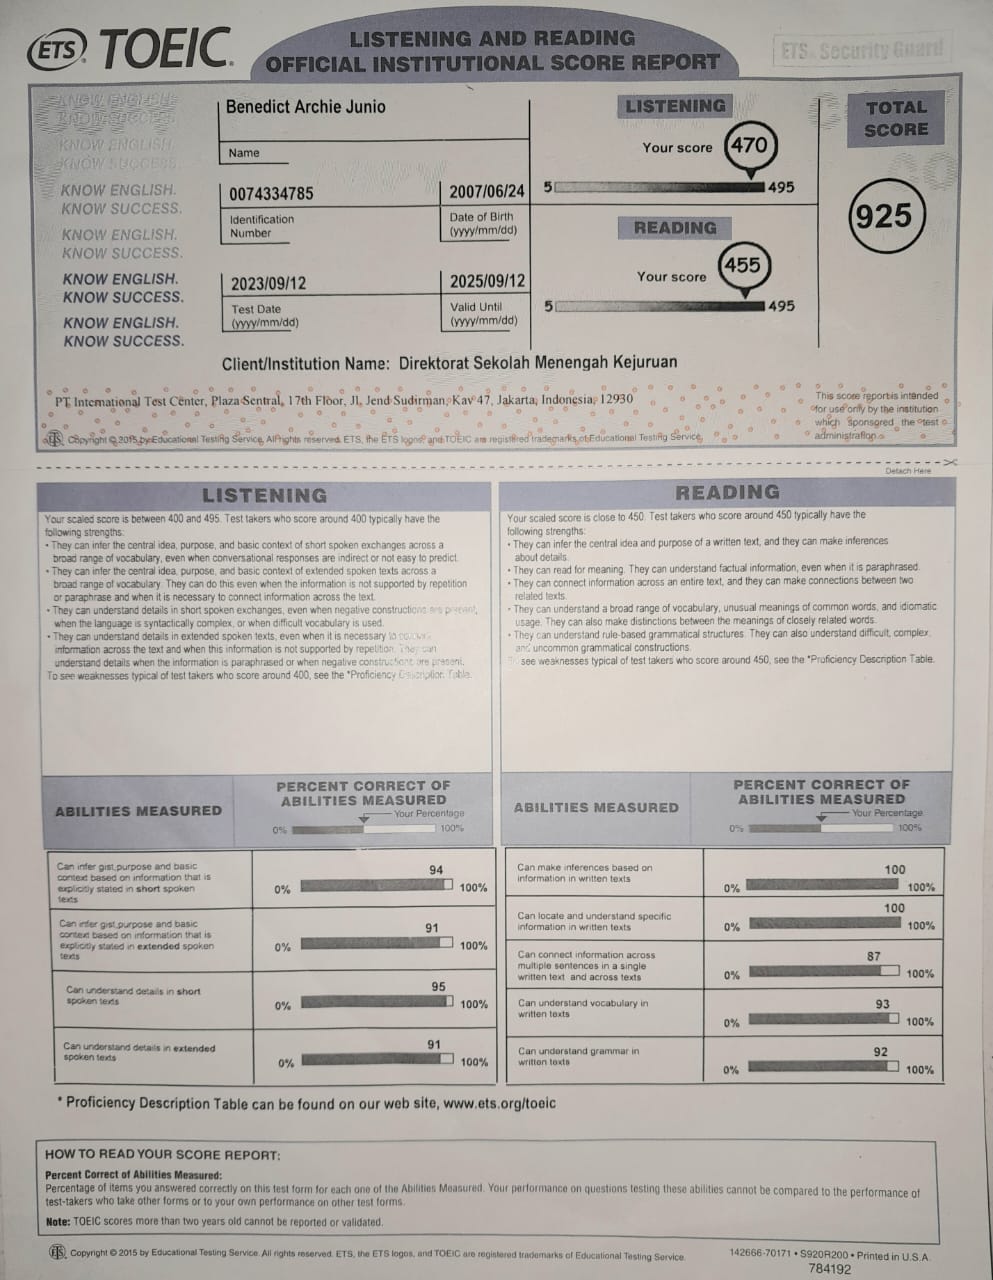 ETS® TOEIC®
LISTENING AND READING
OFFICIAL INSTITUTIONAL SCORE REPORT
ETS Security Guard
KNOW ENGLISH.
KNOW SUCCESS.
KNOW ENGLISH.
KNOW SUCCESS.
KNOW ENGLISH.
KNOW SUCCESS.
KNOW ENGLISH.
KNOW SUCCESS.
KNOW ENGLISH.
KNOW SUCCESS.
KNOW ENGLISH.
KNOW SUCCESS.
Benedict Archie Junio
Name
0074334785
Identification
Number
2007/06/24
Date of Birth
(yyyy/mm/dd)
2023/09/12
Test Date
(yyyy/mm/dd)
2025/09/12
Valid Until
(yyyy/mm/dd)
LISTENING
Your score 470
5 495
READING
Your score 455
5 495
TOTAL
SCORE
925
Client/Institution Name: Direktorat Sekolah Menengah Kejuruan
PT International Test Center, Plaza Sentral, 17th Floor, Jl. Jend Sudirman, Kav 47, Jakarta, Indonesia, 12930
This score report is intended
for use only by the institution
which sponsored the test
administration.
ETS Copyright © 2015 by Educational Testing Service. All rights reserved. ETS, the ETS logos, and TOEIC are registered trademarks of Educational Testing Service.
Detach Here
LISTENING
Your scaled score is between 400 and 495. Test takers who score around 400 typically have the
following strengths:
• They can infer the central idea, purpose, and basic context of short spoken exchanges across a
broad range of vocabulary, even when conversational responses are indirect or not easy to predict.
• They can infer the central idea, purpose, and basic context of extended spoken texts across a
broad range of vocabulary. They can do this even when the information is not supported by repetition
or paraphrase and when it is necessary to connect information across the text.
• They can understand details in short spoken exchanges, even when negative constructions are present,
when the language is syntactically complex, or when difficult vocabulary is used.
• They can understand details in extended spoken texts, even when it is necessary to connect
information across the text and when this information is not supported by repetition. They can
understand details when the information is paraphrased or when negative constructions are present.
To see weaknesses typical of test takers who score around 400, see the *Proficiency Description Table.
READING
Your scaled score is close to 450. Test takers who score around 450 typically have the
following strengths:
• They can infer the central idea and purpose of a written text, and they can make inferences
about details.
• They can read for meaning. They can understand factual information, even when it is paraphrased.
• They can connect information across an entire text, and they can make connections between two
related texts.
• They can understand a broad range of vocabulary, unusual meanings of common words, and idiomatic
usage. They can also make distinctions between the meanings of closely related words.
• They can understand rule-based grammatical structures. They can also understand difficult, complex,
and uncommon grammatical constructions.
To see weaknesses typical of test takers who score around 450, see the *Proficiency Description Table.
ABILITIES MEASURED
PERCENT CORRECT OF
ABILITIES MEASURED
Your Percentage
0% 100%
Can infer gist,purpose and basic
context based on information that is
explicitly stated in short spoken
texts
94
0% 100%
Can infer gist,purpose and basic
context based on information that is
explicitly stated in extended spoken
texts
91
0% 100%
Can understand details in short
spoken texts
95
0% 100%
Can understand details in extended
spoken texts
91
0% 100%
ABILITIES MEASURED
PERCENT CORRECT OF
ABILITIES MEASURED
Your Percentage
0% 100%
Can make inferences based on
information in written texts
100
0% 100%
Can locate and understand specific
information in written texts
100
0% 100%
Can connect information across
multiple sentences in a single
written text and across texts
87
0% 100%
Can understand vocabulary in
written texts
93
0% 100%
Can understand grammar in
written texts
92
0% 100%
* Proficiency Description Table can be found on our web site, www.ets.org/toeic
HOW TO READ YOUR SCORE REPORT:
Percent Correct of Abilities Measured:
Percentage of items you answered correctly on this test form for each one of the Abilities Measured. Your performance on questions testing these abilities cannot be compared to the performance of
test-takers who take other forms or to your own performance on other test forms.
Note: TOEIC scores more than two years old cannot be reported or validated.
ETS Copyright © 2015 by Educational Testing Service. All rights reserved. ETS, the ETS logos, and TOEIC are registered trademarks of Educational Testing Service.
142666-70171 • S920R200 • Printed in U.S.A.
784192